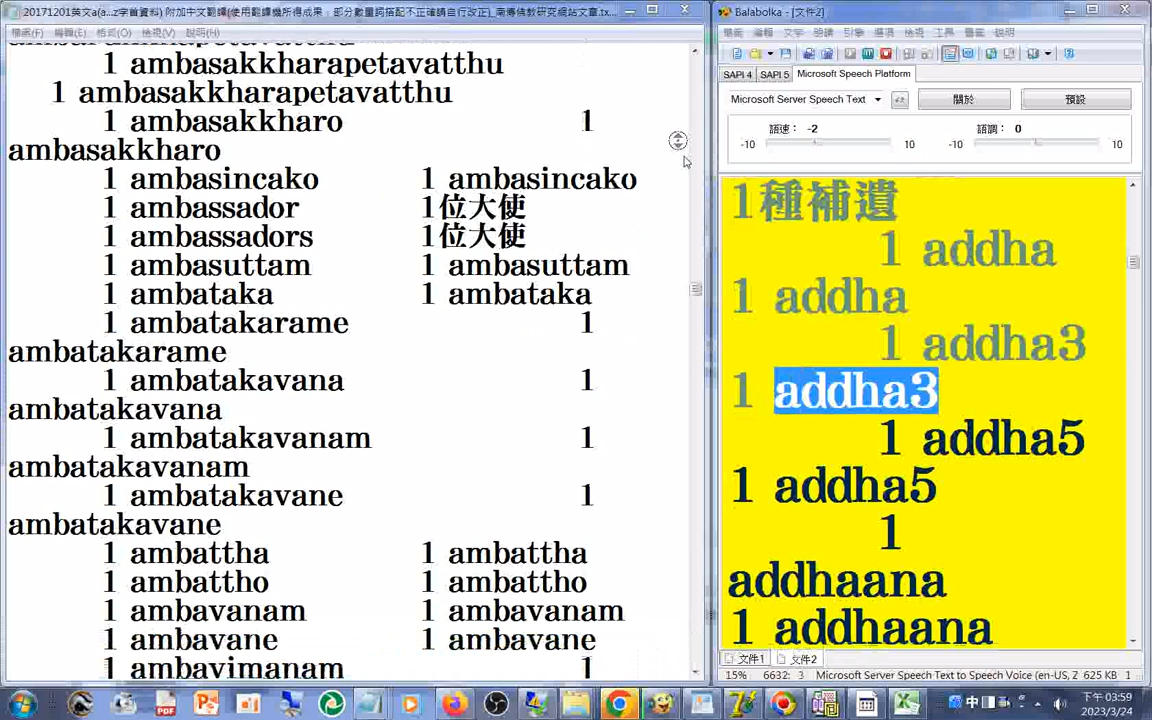 20171201英文a(a...z字首資料) 附加中文翻譯(使用翻譯機所得成果﹐部分數量詞搭配不正確請自行改正)_南傳佛教研究網站文章.tx...
檔案(F) 編輯(E) 格式(O) 檢視(V) 說明(H)
1 ambasakkharapetavatthu
1 ambasakkharapetavatthu
1 ambasakkharo 1
ambasakkharo
1 ambasincako 1 ambasincako
1 ambassador 1位大使
1 ambassadors 1位大使
1 ambasuttam 1 ambasuttam
1 ambataka 1 ambataka
1 ambatakarame 1
ambatakarame
1 ambatakavana 1
ambatakavana
1 ambatakavanam 1
ambatakavanam
1 ambatakavane 1
ambatakavane
1 ambattha 1 ambattha
1 ambattho 1 ambattho
1 ambavanam 1 ambavanam
1 ambavane 1 ambavane
1 ambavimanam 1
Balabolka - [文件2]
SAPI 4 SAPI 5 Microsoft Speech Platform
Microsoft Server Speech Text 關於 預設
語速： -2 語調： 0
-10 10 -10 10
1種補遺
1 addha
1 addha
1 addha3
1 addha3
1 addha5
1 addha5
1
addhaana
1 addhaana
文件1 文件2
15% 6632: 3 Microsoft Server Speech Text to Speech Voice (en-US, Z 625 KB 1
中
下午 03:59
2023/3/24